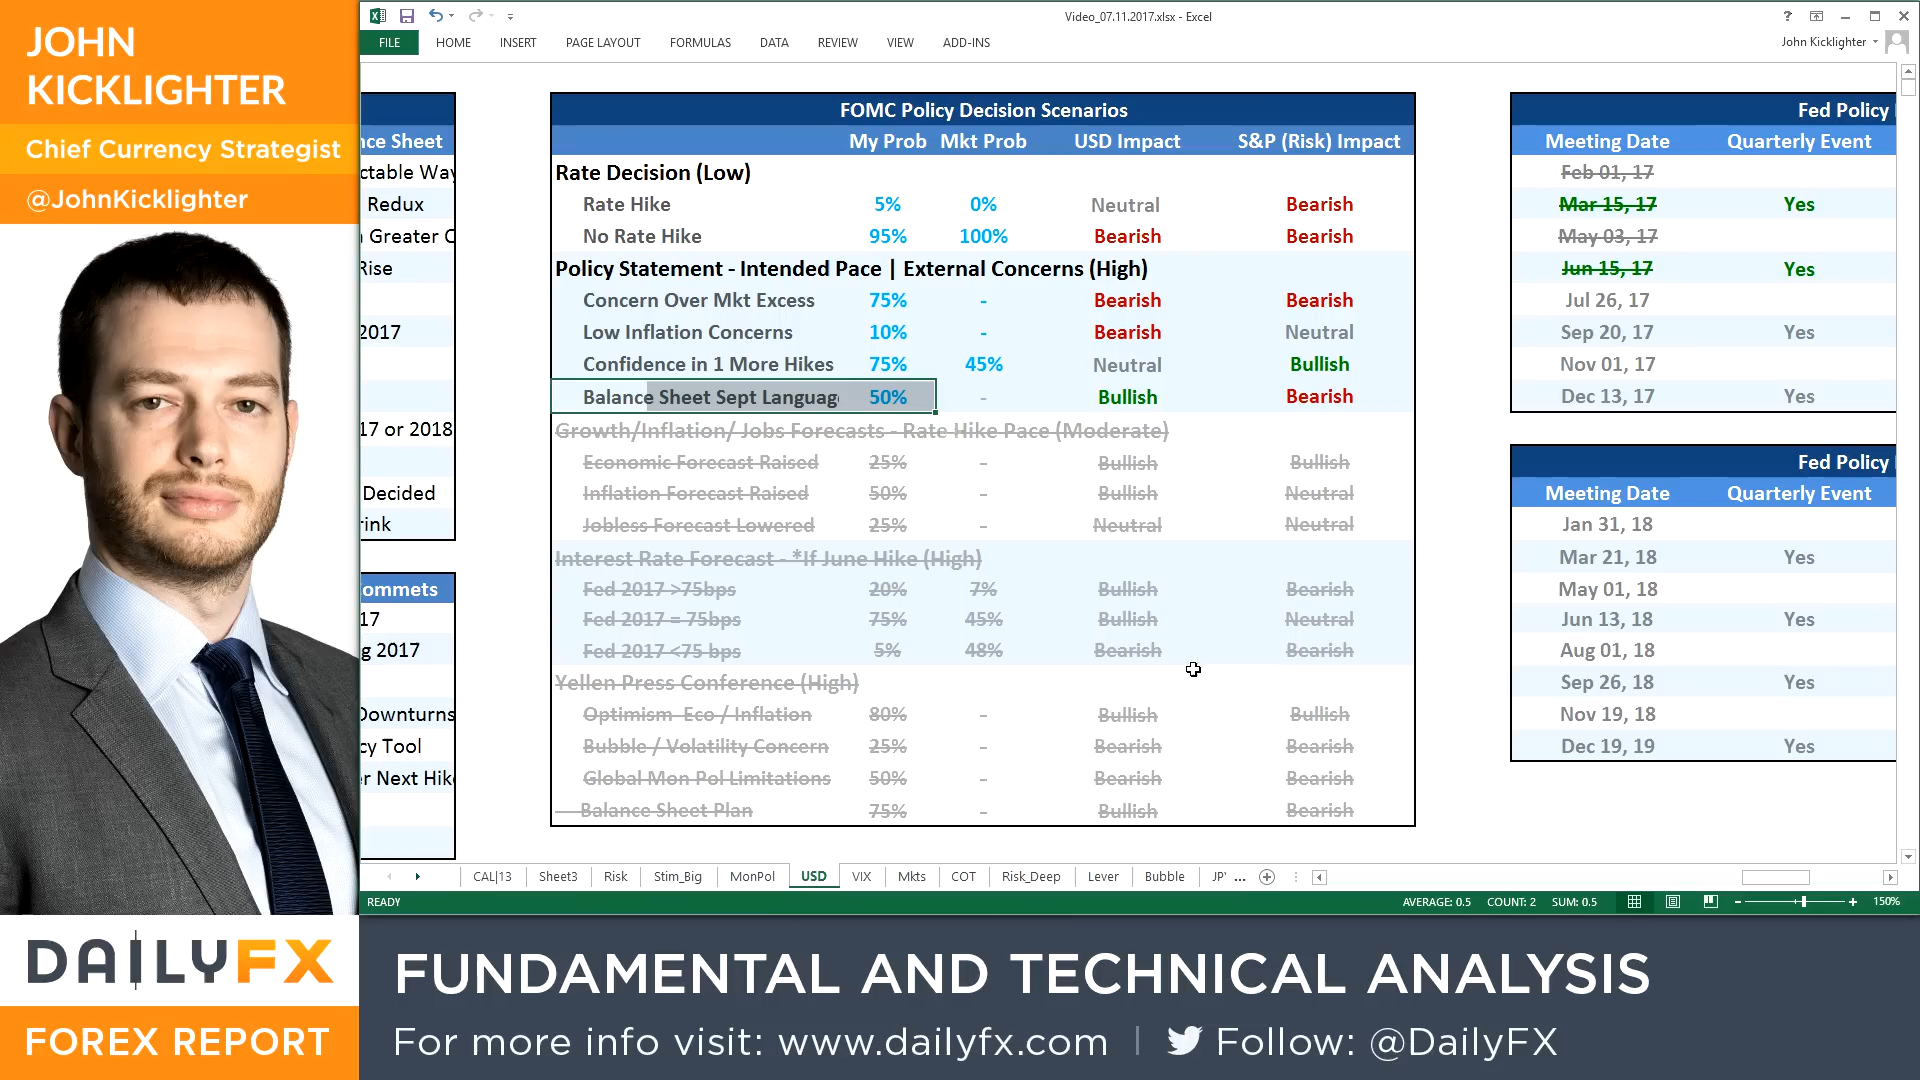 JOHN
KICKLIGHTER
Chief Currency Strategist
@JohnKicklighter
Video_07.11.2017.xlsx - Excel
FILE HOME INSERT PAGE LAYOUT FORMULAS DATA REVIEW VIEW ADD-INS
John Kicklighter
nce Sheet
ctable Way
Redux
Greater C
Rise
2017
17 or 2018
Decided
rink
ommets
17
g 2017
Downturns
cy Tool
r Next Hike
FOMC Policy Decision Scenarios
My Prob Mkt Prob USD Impact S&P (Risk) Impact
Rate Decision (Low)
Rate Hike 5% 0% Neutral Bearish
No Rate Hike 95% 100% Bearish Bearish
Policy Statement - Intended Pace | External Concerns (High)
Concern Over Mkt Excess 75% - Bearish Bearish
Low Inflation Concerns 10% - Bearish Neutral
Confidence in 1 More Hikes 75% 45% Neutral Bullish
Balance Sheet Sept Languag 50% - Bullish Bearish
Growth/Inflation/ Jobs Forecasts - Rate Hike Pace (Moderate)
Economic Forecast Raised 25% - Bullish Bullish
Inflation Forecast Raised 50% - Bullish Neutral
Jobless Forecast Lowered 25% - Neutral Neutral
Interest Rate Forecast - *If June Hike (High)
Fed 2017 >75bps 20% 7% Bullish Bearish
Fed 2017 = 75bps 75% 45% Bullish Neutral
Fed 2017 <75 bps 5% 48% Bearish Bearish
Yellen Press Conference (High)
Optimism Eco / Inflation 80% - Bullish Bullish
Bubble / Volatility Concern 25% - Bearish Bearish
Global Mon Pol Limitations 50% - Bearish Bearish
Balance Sheet Plan 75% - Bullish Bearish
Fed Policy
Meeting Date Quarterly Event
Feb 01, 17
Mar 15, 17 Yes
May 03, 17
Jun 15, 17 Yes
Jul 26, 17
Sep 20, 17 Yes
Nov 01, 17
Dec 13, 17 Yes
Fed Policy
Meeting Date Quarterly Event
Jan 31, 18
Mar 21, 18 Yes
May 01, 18
Jun 13, 18 Yes
Aug 01, 18
Sep 26, 18 Yes
Nov 19, 18
Dec 19, 19 Yes
CAL|13 Sheet3 Risk Stim_Big MonPol USD VIX Mkts COT Risk_Deep Lever Bubble JP' ...
READY AVERAGE: 0.5 COUNT: 2 SUM: 0.5 150%
DAILYFX
FOREX REPORT
FUNDAMENTAL AND TECHNICAL ANALYSIS
For more info visit: www.dailyfx.com | Follow: @DailyFX